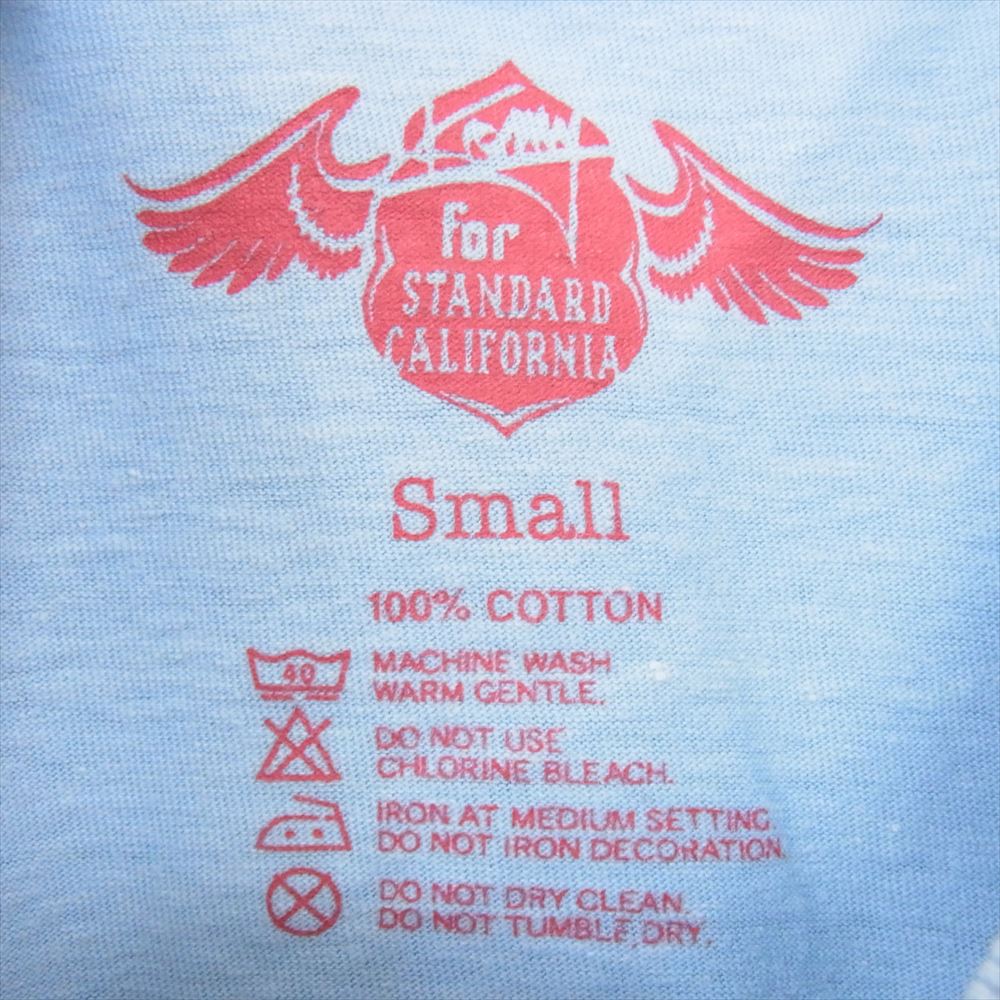 for
STANDARD
CALIFORNIA
Small
100% COTTON
40
MACHINE WASH
WARM GENTLE.
DO NOT USE
CHLORINE BLEACH.
IRON AT MEDIUM SETTING
DO NOT IRON DECORATION
DO NOT DRY CLEAN.
DO NOT TUMBLE DRY.